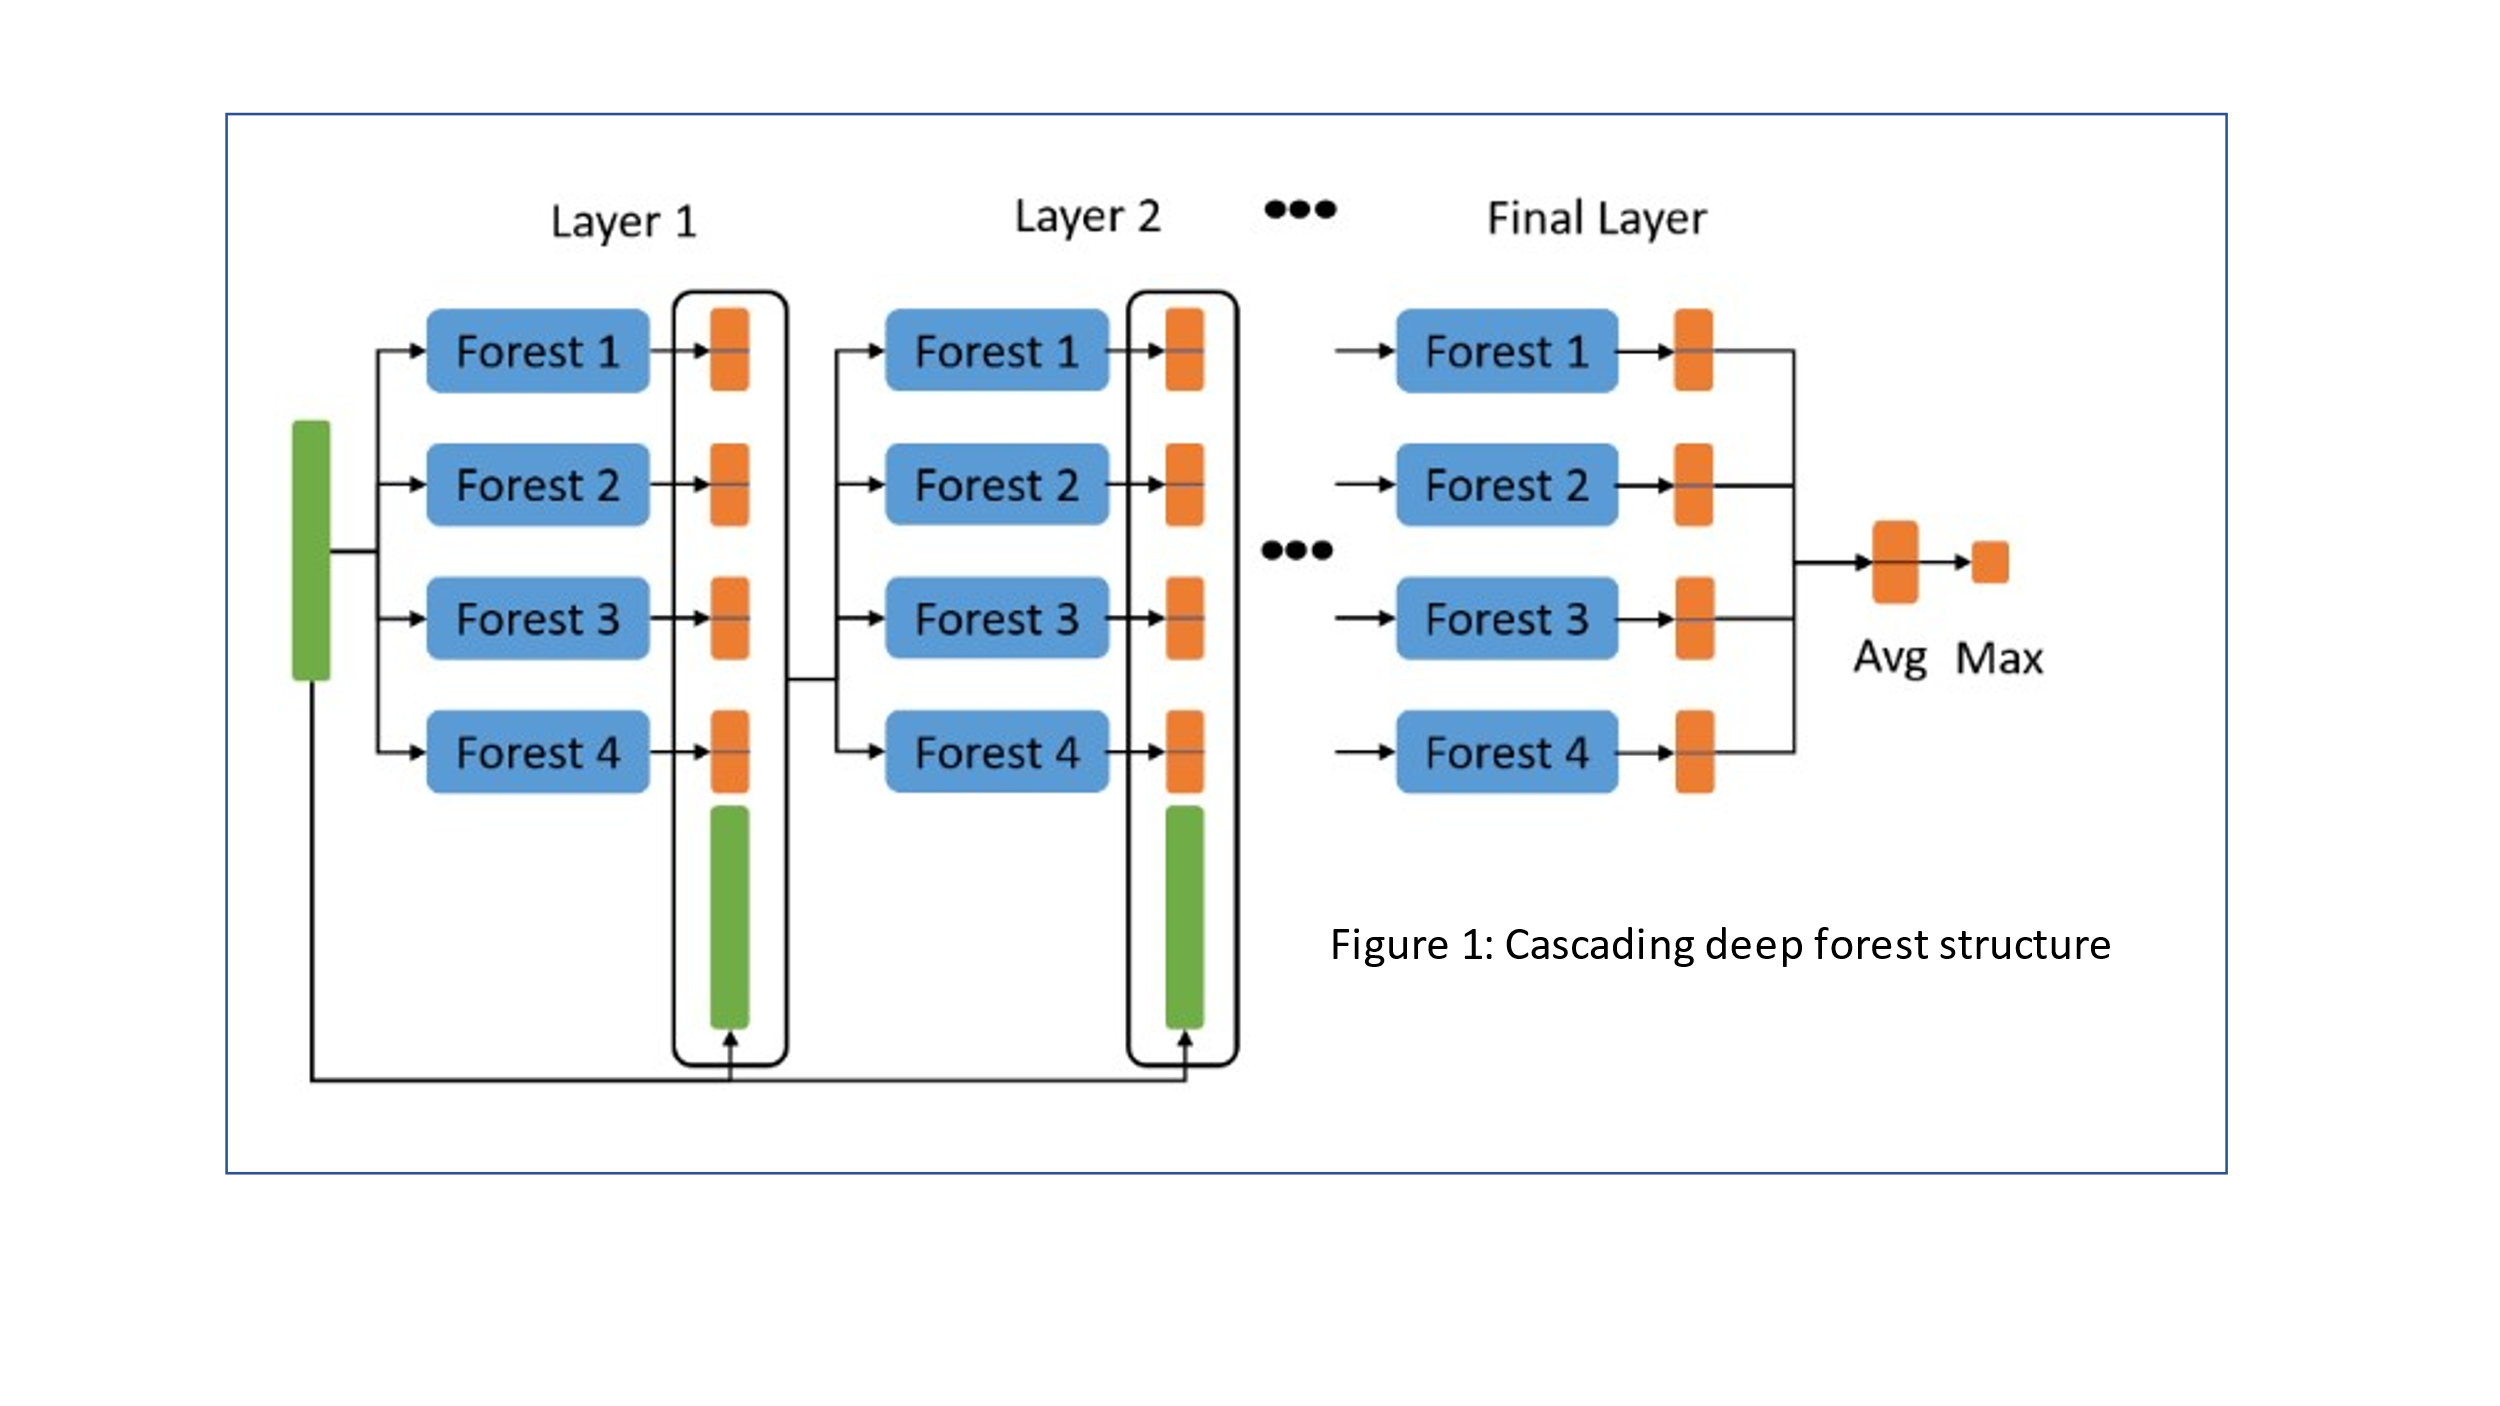 Layer 1
Layer 2
•••
Final Layer
Forest 1
Forest 1
Forest 1
Forest 2
Forest 2
Forest 2
•••
Forest 3
Forest 3
Forest 3
Avg
Max
Forest 4
Forest 4
Forest 4
Figure 1: Cascading deep forest structure